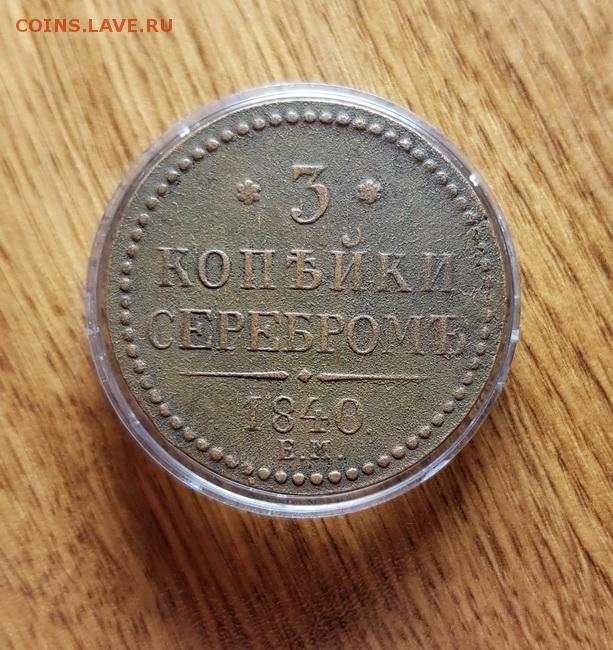 COINS.LAVE.RU
* 3 *
КОПѢЙКИ
СЕРЕБРОМЪ
1840.
Е.М.